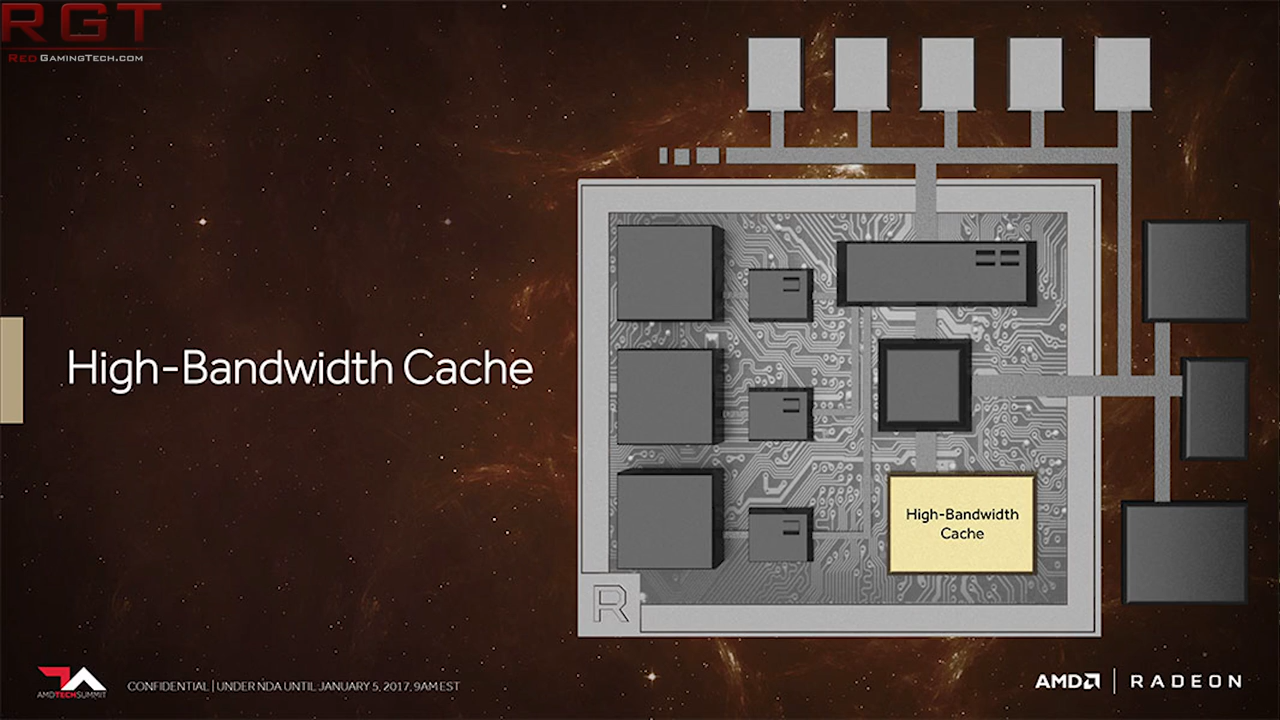 RGT
RedGamingTech.com
High-Bandwidth Cache
High-Bandwidth
Cache
R
AMDTECHSUMMIT
CONFIDENTIAL | UNDER NDA UNTIL JANUARY 5, 2017, 9AM EST
AMD | RADEON